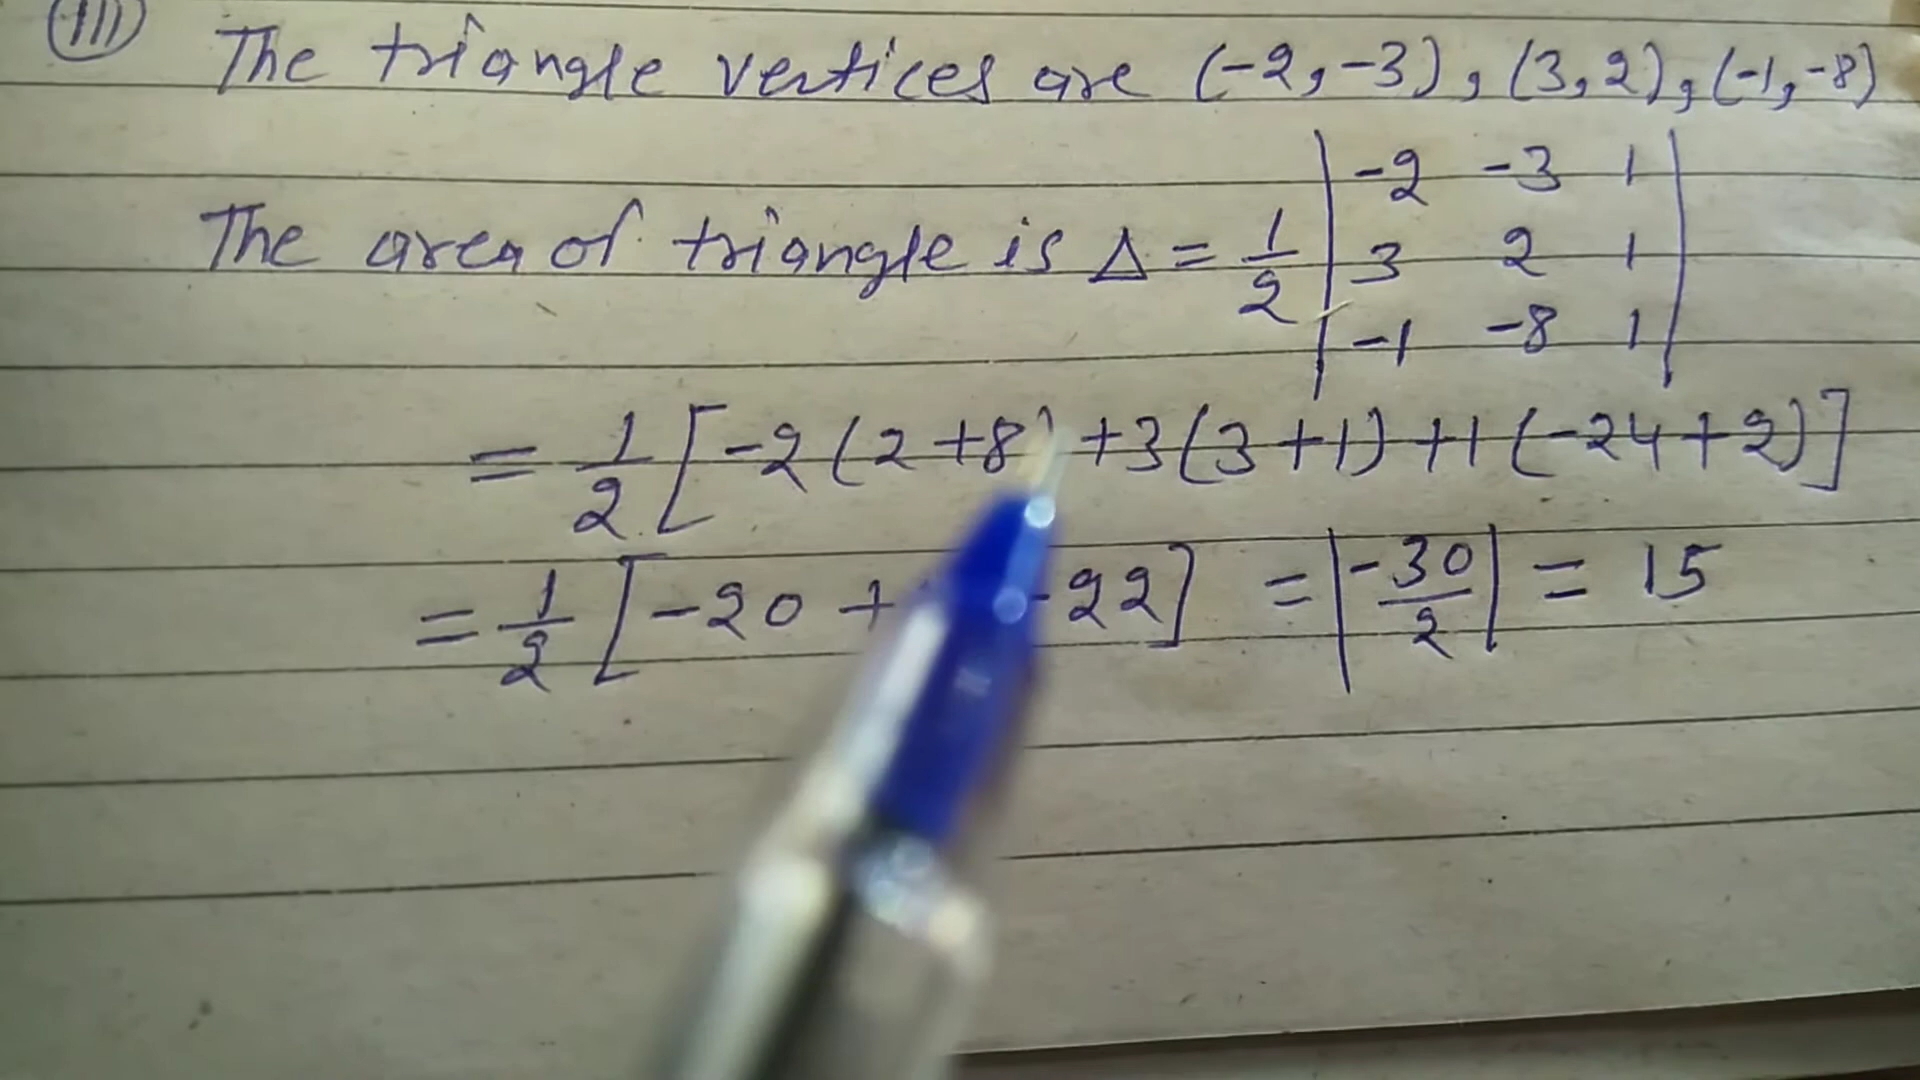 (III) The triangle vertices are (-2,-3), (3,2), (-1,-8)
| -2 -3 1 |
The area of triangle is Δ = 1/2 | 3 2 1 |
| -1 -8 1 |
= 1/2 [-2(2+8) +3(3+1) +1(-24+2)]
= 1/2 [-20 + -22] = |-30/2| = 15